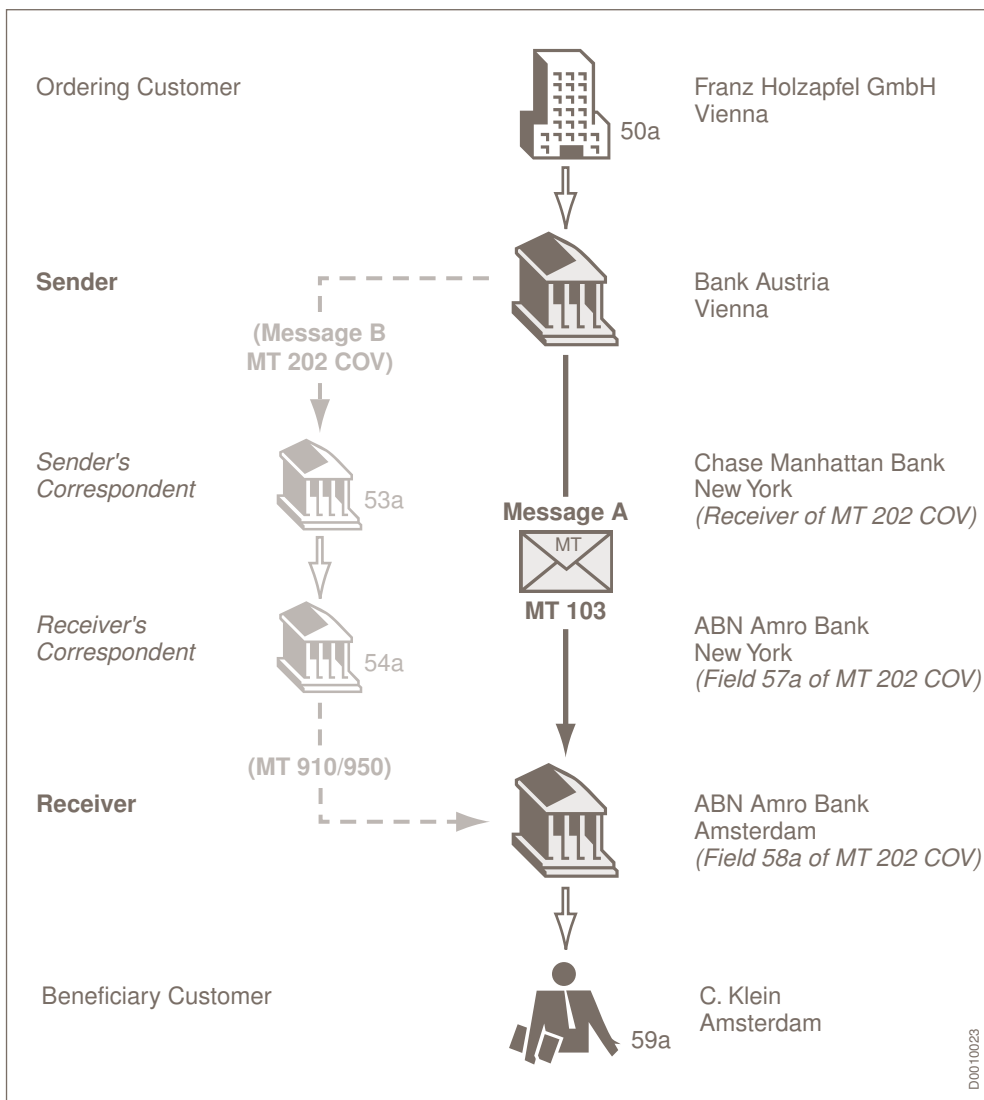 Ordering Customer
Franz Holzapfel GmbH
Vienna
50a
Sender
Bank Austria
Vienna
(Message B
MT 202 COV)
Sender's
Correspondent
53a
Chase Manhattan Bank
New York
(Receiver of MT 202 COV)
Message A
MT
MT 103
Receiver's
Correspondent
54a
ABN Amro Bank
New York
(Field 57a of MT 202 COV)
(MT 910/950)
Receiver
ABN Amro Bank
Amsterdam
(Field 58a of MT 202 COV)
Beneficiary Customer
59a
C. Klein
Amsterdam
D0010023